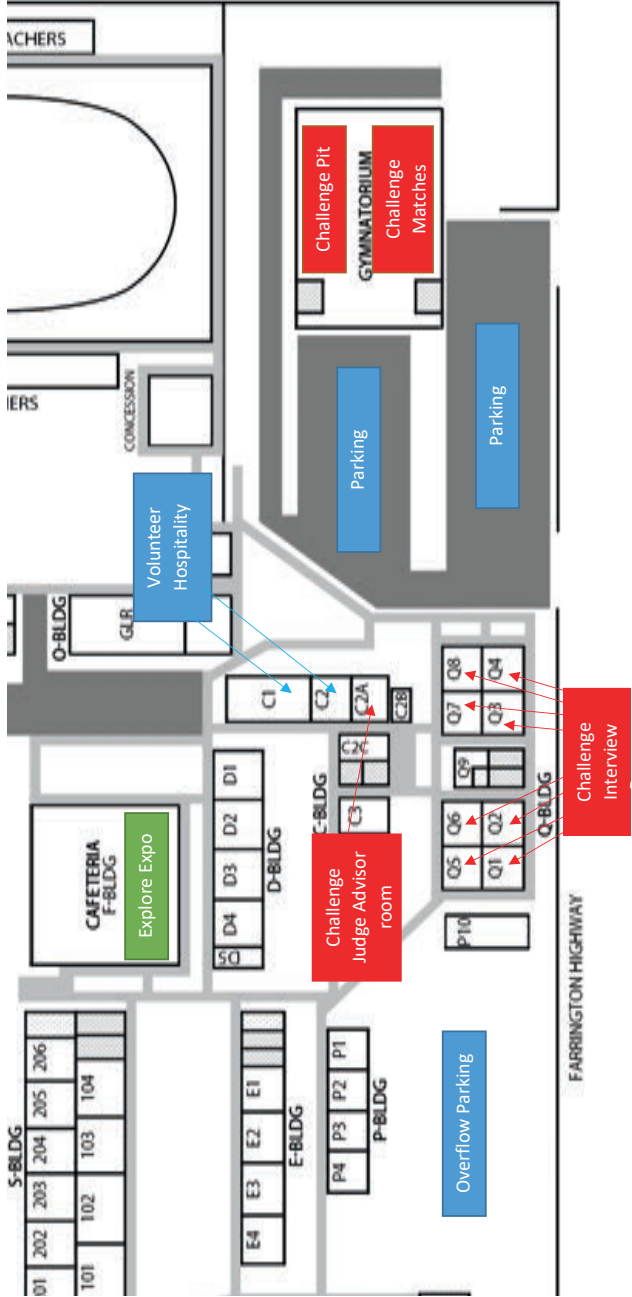 ACHERS
Challenge Pit
GYMNATORIUM
Challenge
Matches
IERS
CONCESSION
Parking
Parking
Volunteer
Hospitality
O-BLDG
GLR
C1
C2
C2A
C2B
C2C
C3
C-BLDG
Q8
Q4
Q7
Q3
Q9
Q6
Q2
Q5
Q1
Q-BLDG
Challenge
Interview
CAFETERIA
F-BLDG
Explore Expo
D1
D2
D3
D4
D-BLDG
Challenge
Judge Advisor
room
P10
FARRINGTON HIGHWAY
S-BLDG
206
205
204
203
202
01
104
103
102
101
E1
E2
E3
E4
E-BLDG
P1
P2
P3
P4
P-BLDG
Overflow Parking